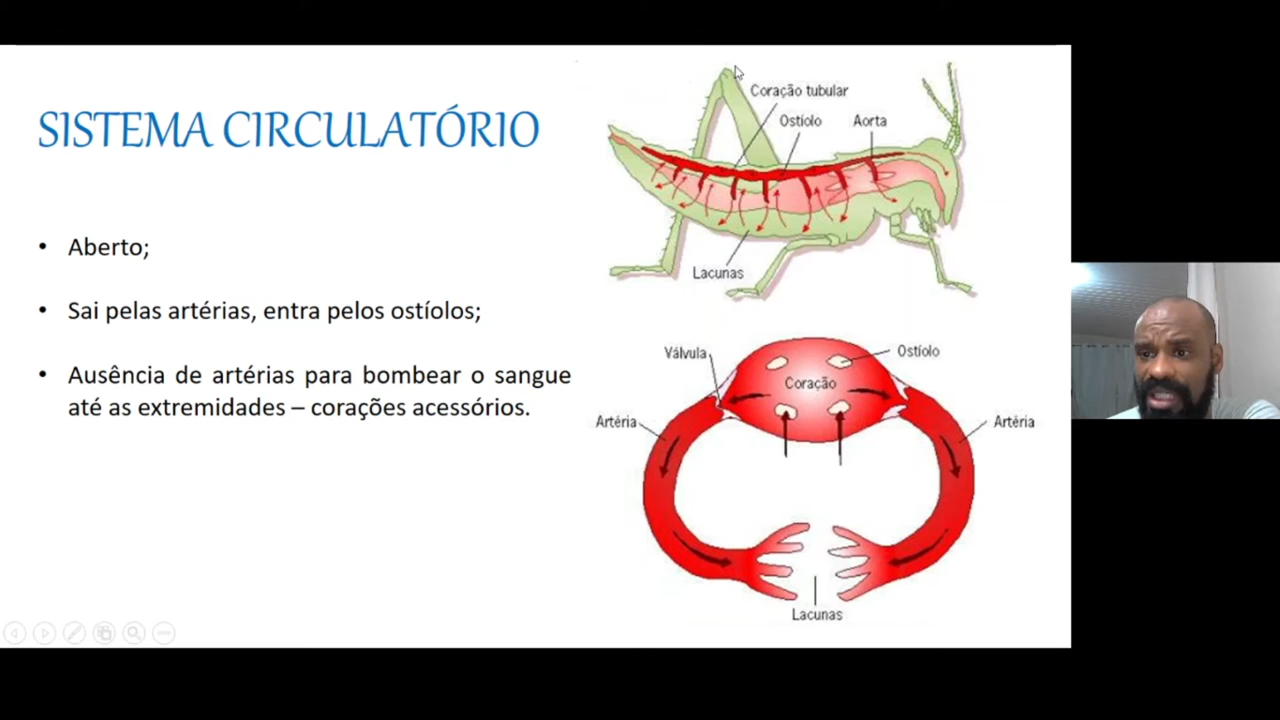 SISTEMA CIRCULATÓRIO
• Aberto;
• Sai pelas artérias, entra pelos ostíolos;
• Ausência de artérias para bombear o sangue
até as extremidades – corações acessórios.
Coração tubular
Ostíolo
Aorta
Lacunas
Válvula
Ostíolo
Coração
Artéria
Artéria
Lacunas